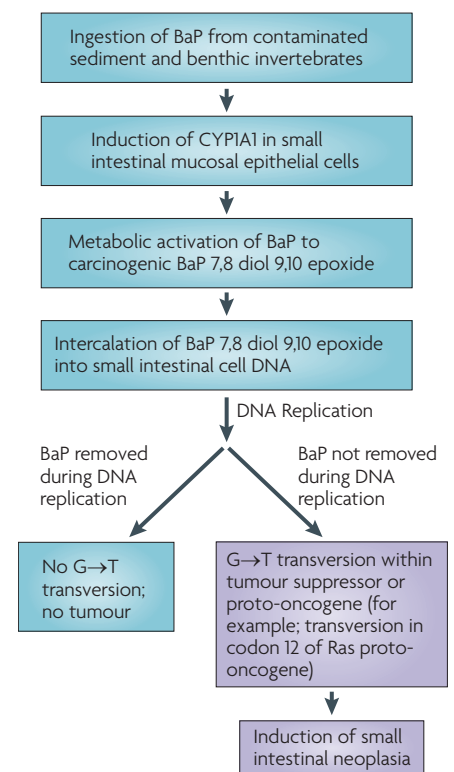 Ingestion of BaP from contaminated
sediment and benthic invertebrates
Induction of CYP1A1 in small
intestinal mucosal epithelial cells
Metabolic activation of BaP to
carcinogenic BaP 7,8 diol 9,10 epoxide
Intercalation of BaP 7,8 diol 9,10 epoxide
into small intestinal cell DNA
DNA Replication
BaP removed
during DNA
replication
BaP not removed
during DNA
replication
No G→T
transversion;
no tumour
G→T transversion within
tumour suppressor or
proto-oncogene (for
example; transversion in
codon 12 of Ras proto-
oncogene)
Induction of small
intestinal neoplasia